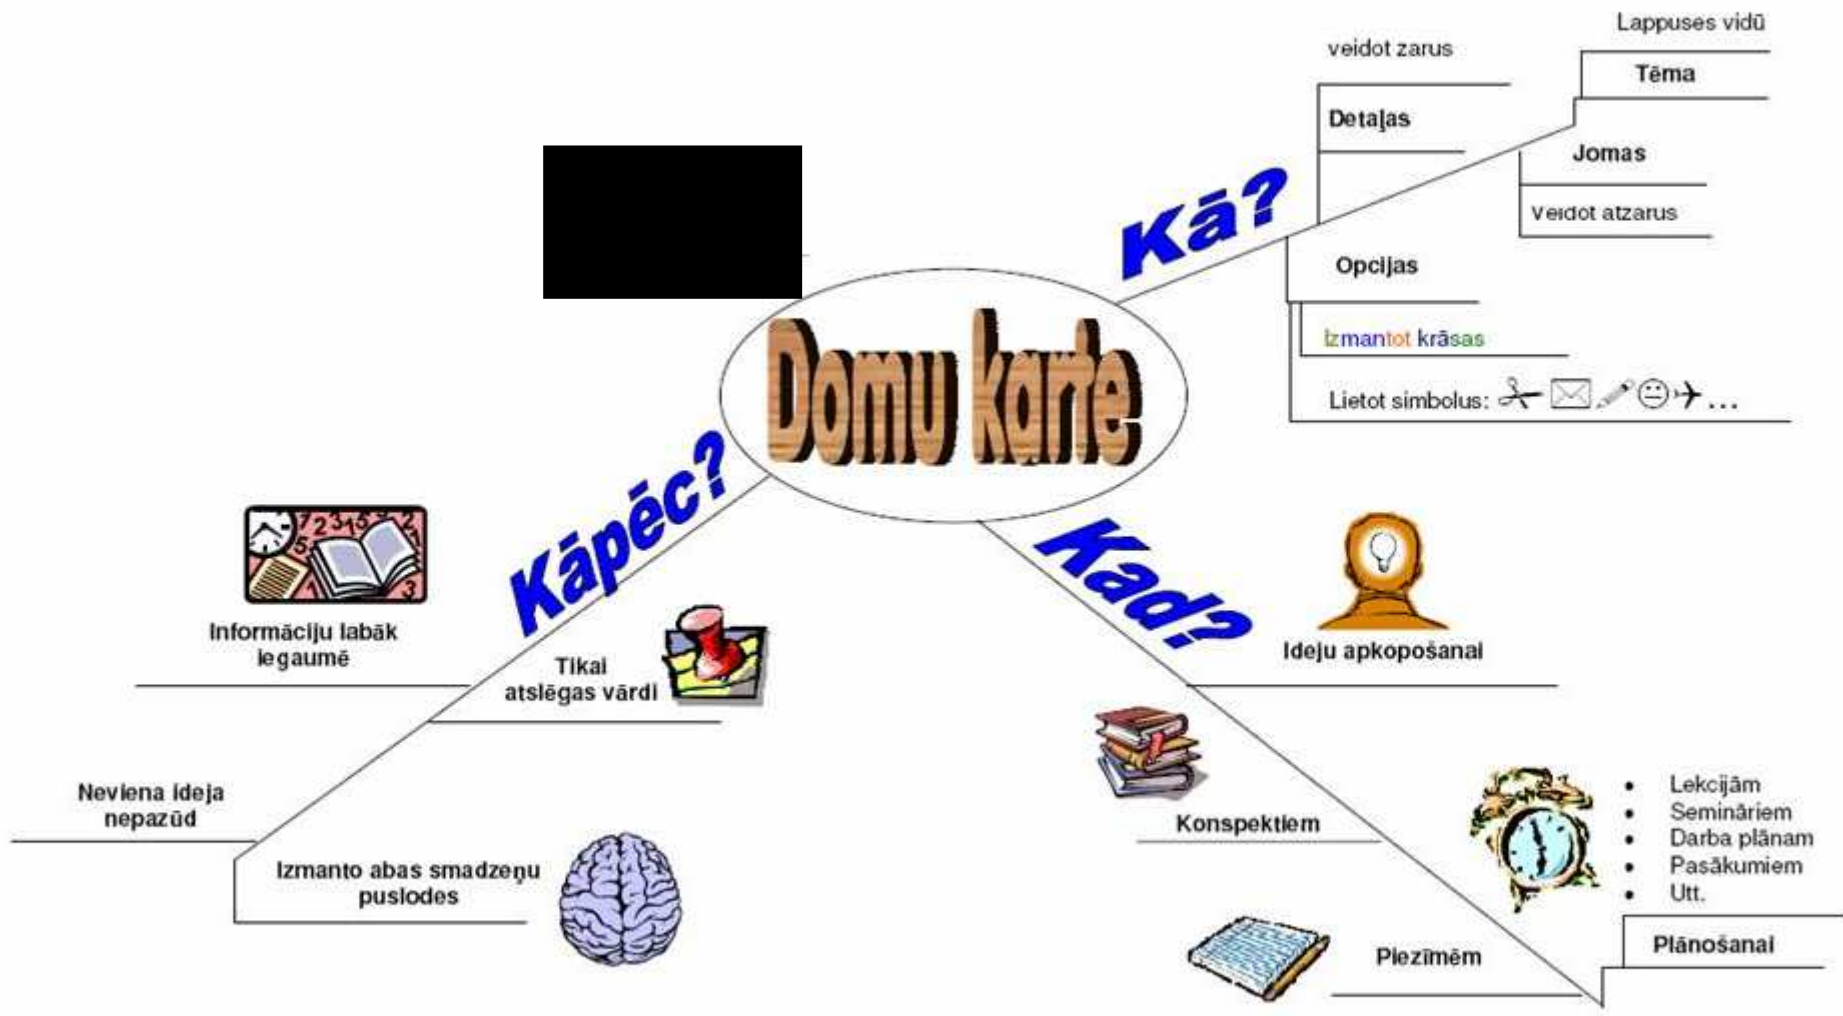 Domu karte
Kā?
Lappuses vidū
Tēma
veidot zarus
Detaļas
Jomas
Veidot atzarus
Opcijas
Izmantot krāsas
Lietot simbolus: ...
Kāpēc?
Informāciju labāk
iegaumē
Tikai
atslēgas vārdi
Neviena ideja
nepazūd
Izmanto abas smadzeņu
puslodes
Kad?
Ideju apkopošanai
Konspektiem
• Lekcijām
• Semināriem
• Darba plānam
• Pasākumiem
• Utt.
Plānošanai
Piezīmēm